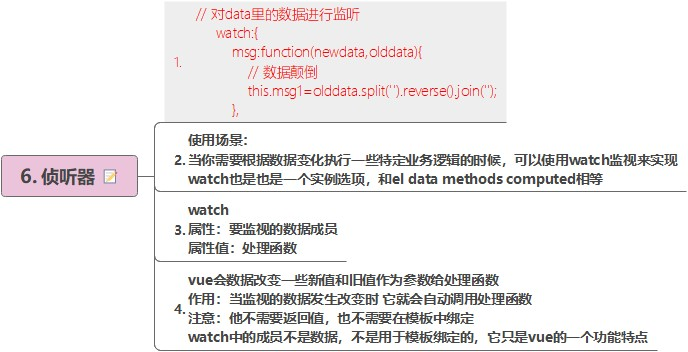 6. 侦听器
1.
// 对data里的数据进行监听
watch:{
msg:function(newdata,olddata){
// 数据颠倒
this.msg1=olddata.split('').reverse().join('');
},
2.
使用场景：
当你需要根据数据变化执行一些特定业务逻辑的时候，可以使用watch监视来实现
watch也是也是一个实例选项，和el data methods computed相等
3.
watch
属性：要监视的数据成员
属性值：处理函数
4.
vue会数据改变一些新值和旧值作为参数给处理函数
作用：当监视的数据发生改变时 它就会自动调用处理函数
注意：他不需要返回值，也不需要在模板中绑定
watch中的成员不是数据，不是用于模板绑定的，它只是vue的一个功能特点